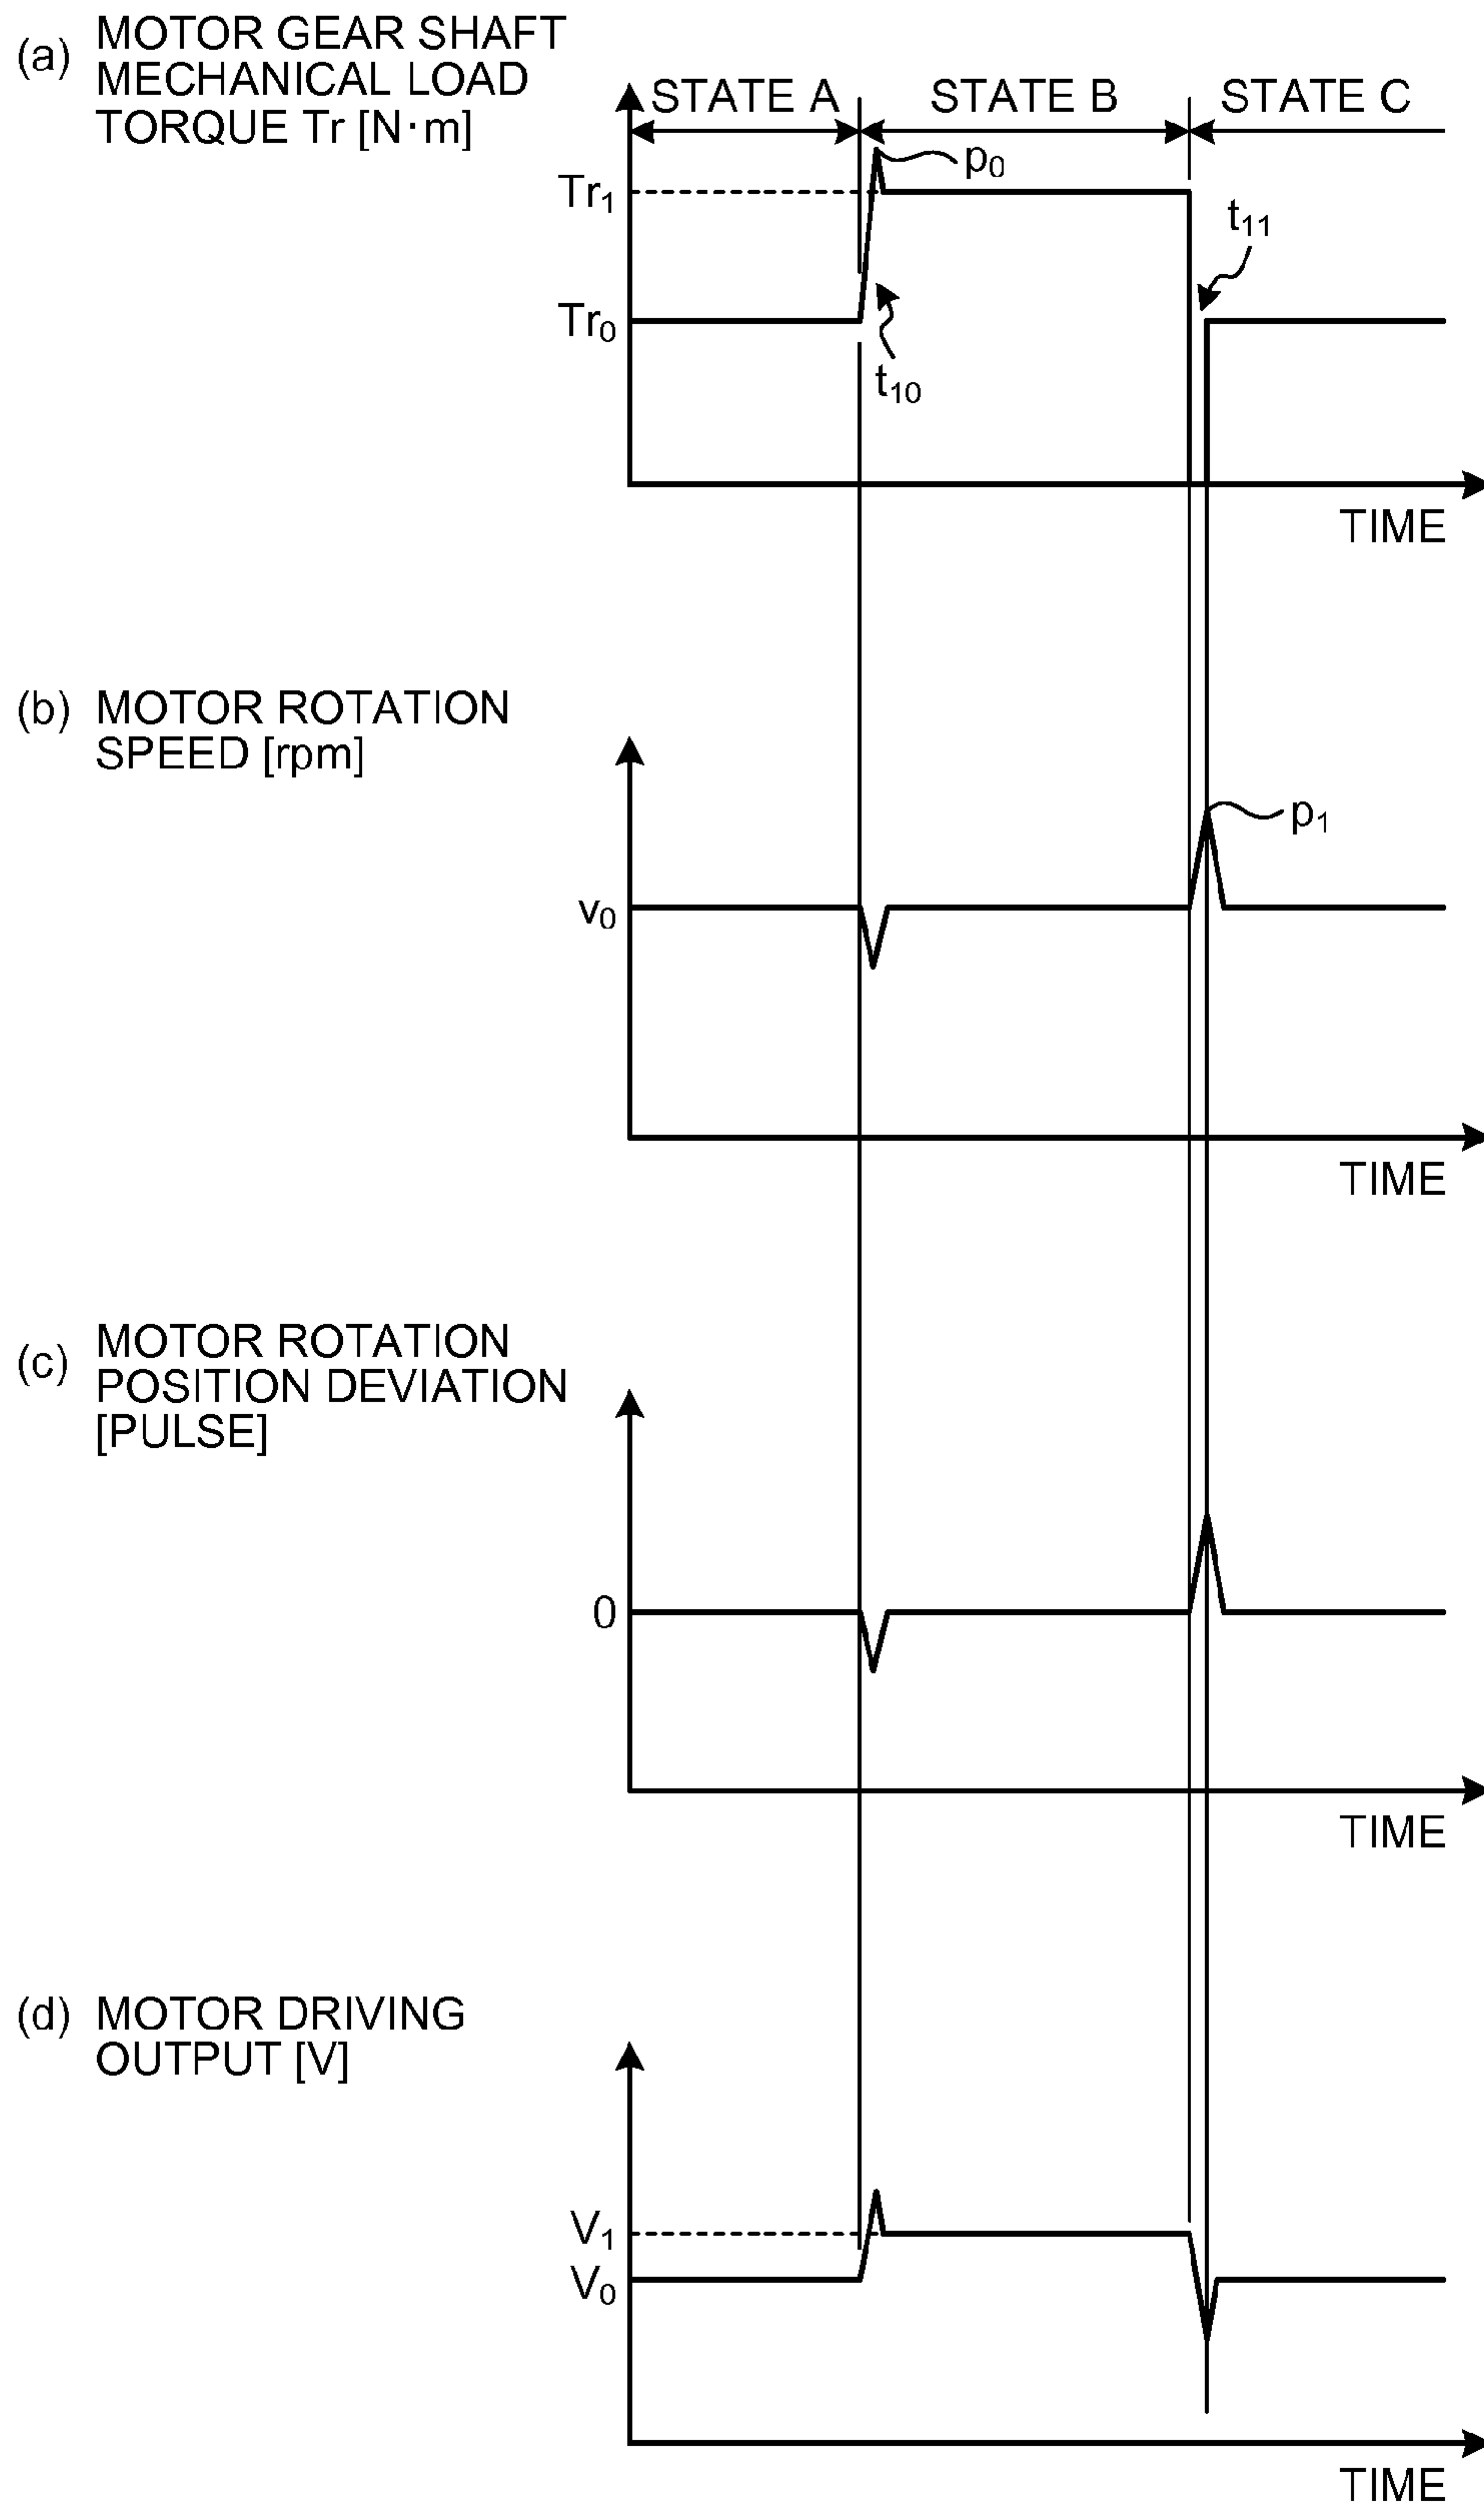 (a) MOTOR GEAR SHAFT
MECHANICAL LOAD
TORQUE Tr [N·m]
STATE A
STATE B
STATE C
p0
Tr1
t11
Tr0
t10
TIME
(b) MOTOR ROTATION
SPEED [rpm]
p1
v0
TIME
(c) MOTOR ROTATION
POSITION DEVIATION
[PULSE]
0
TIME
(d) MOTOR DRIVING
OUTPUT [V]
V1
V0
TIME